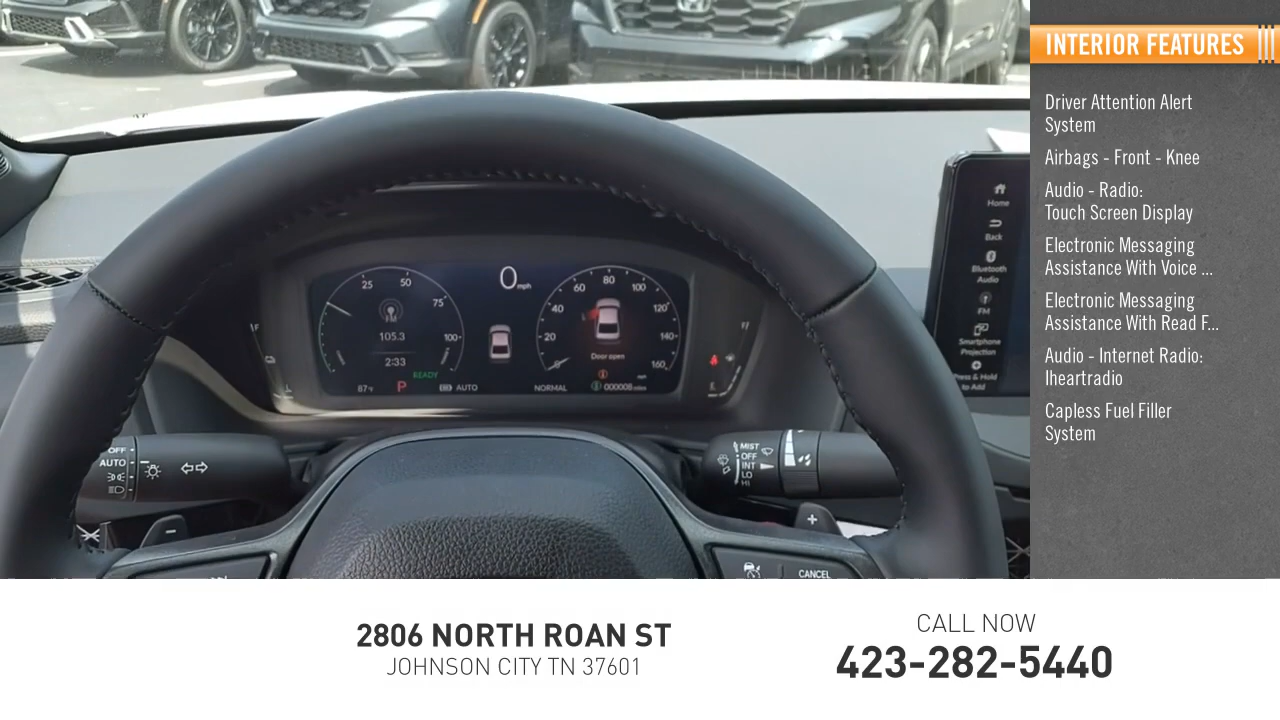 INTERIOR FEATURES
Driver Attention Alert
System
Airbags - Front - Knee
Audio - Radio:
Touch Screen Display
Electronic Messaging
Assistance With Voice ...
Electronic Messaging
Assistance With Read F...
Audio - Internet Radio:
Iheartradio
Capless Fuel Filler
System
Home
Back
Bluetooth
Audio
FM
Smartphone
Projection
Press & Hold
to Add
0 mph
25 50 75 100
105.3
2:33
READY
87°F P AUTO
20 40 60 80 100 120 140 160
Door open
mph
NORMAL 000008 miles
F
E
OFF
AUTO
MIST
OFF
INT
LO
HI
-
+
CANCEL
2806 NORTH ROAN ST
JOHNSON CITY TN 37601
CALL NOW
423-282-5440